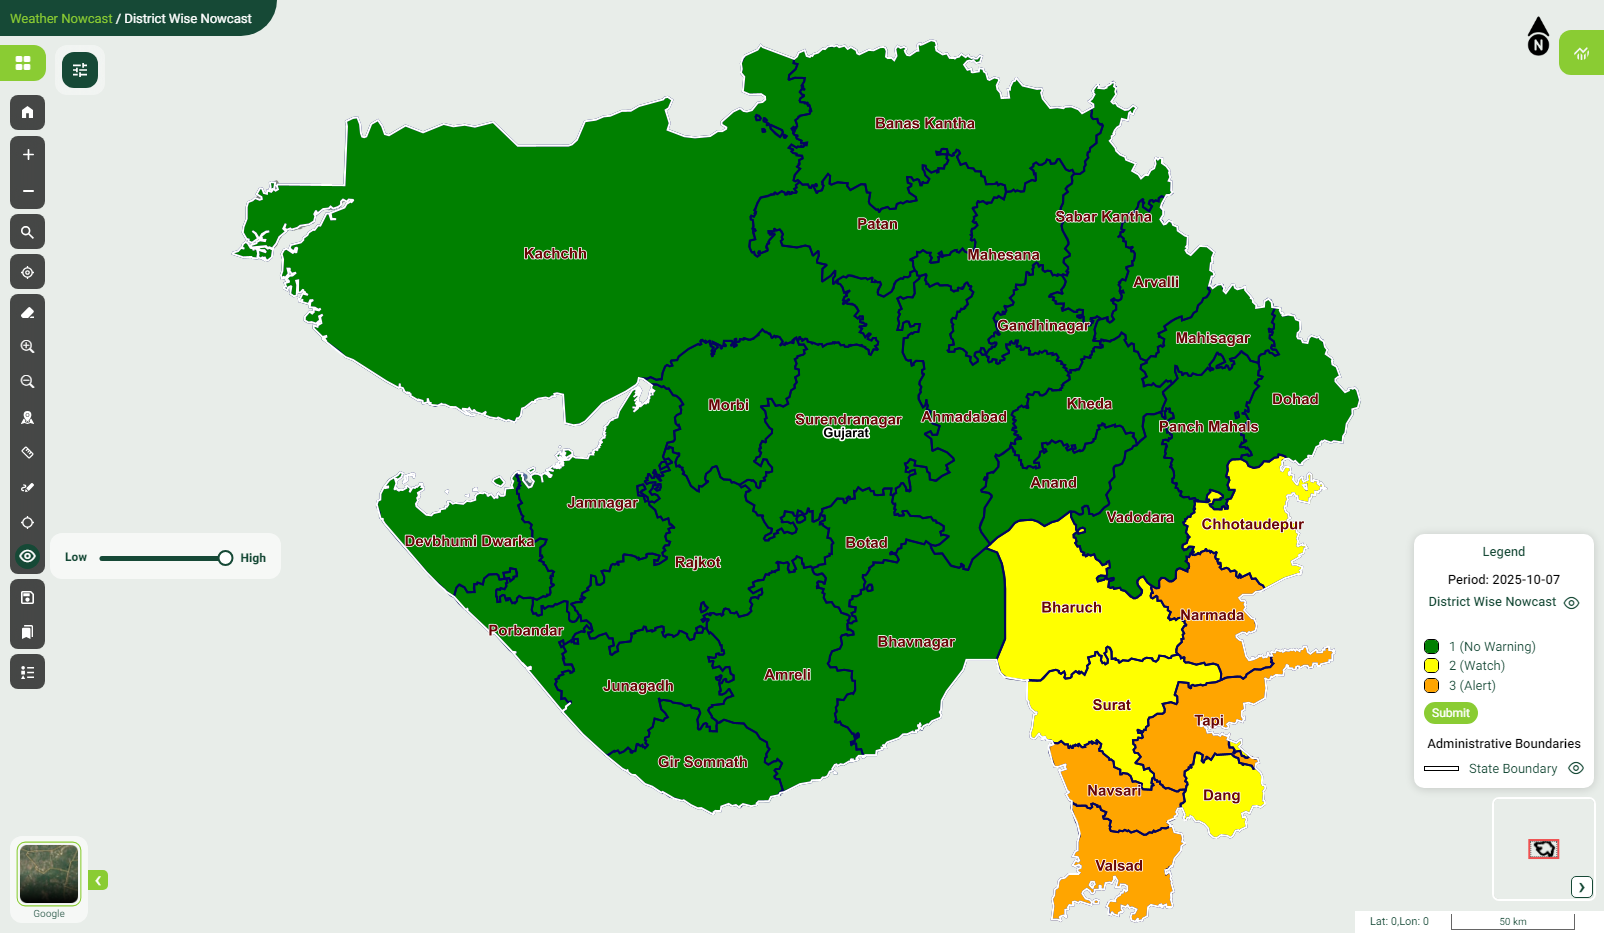 Weather Nowcast / District Wise Nowcast
N
Banas Kantha
Patan
Sabar Kantha
Kachchh
Mahesana
Arvalli
Gandhinagar
Mahisagar
Dohad
Morbi
Kheda
Surendranagar
Ahmadabad
Gujarat
Panch Mahals
Anand
Jamnagar
Vadodara
Chhotaudepur
Devbhumi Dwarka
Botad
Low
High
Rajkot
Bharuch
Narmada
Porbandar
Bhavnagar
Amreli
Junagadh
Surat
Tapi
Gir Somnath
Navsari
Dang
Valsad
Legend
Period: 2025-10-07
District Wise Nowcast
1 (No Warning)
2 (Watch)
3 (Alert)
Submit
Administrative Boundaries
State Boundary
Google
Lat: 0,Lon: 0
50 km